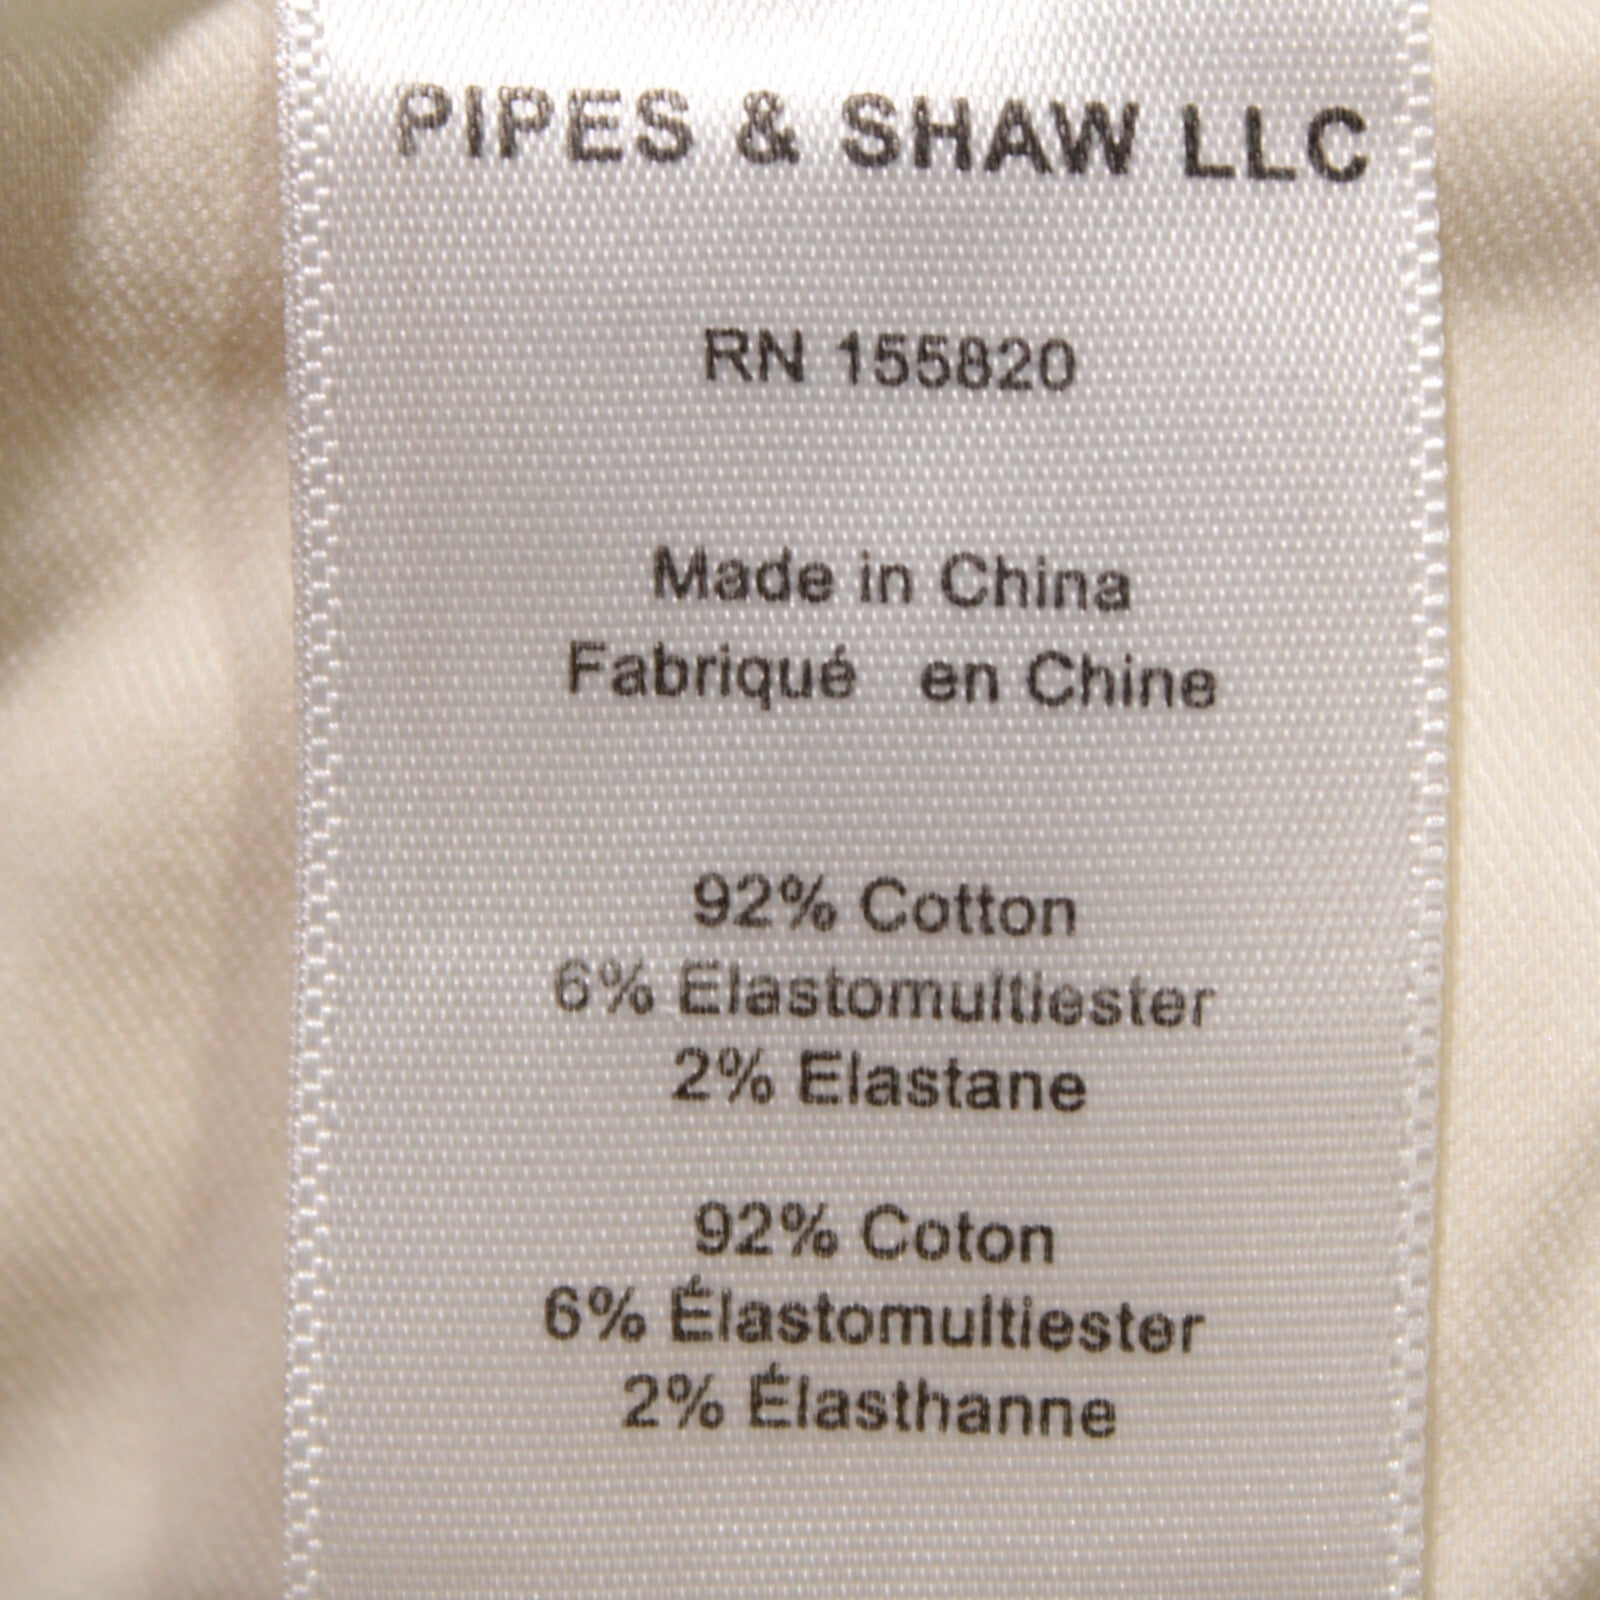 PIPES & SHAW LLC
RN 155820
Made in China
Fabriqué en Chine
92% Cotton
6% Elastomultiester
2% Elastane
92% Coton
6% Élastomultiester
2% Élasthanne